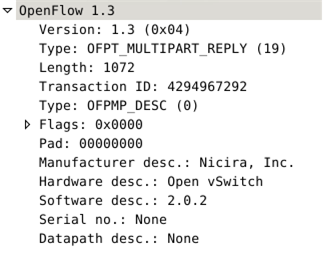 OpenFlow 1.3
Version: 1.3 (0x04)
Type: OFPT_MULTIPART_REPLY (19)
Length: 1072
Transaction ID: 4294967292
Type: OFPMP_DESC (0)
Flags: 0x0000
Pad: 00000000
Manufacturer desc.: Nicira, Inc.
Hardware desc.: Open vSwitch
Software desc.: 2.0.2
Serial no.: None
Datapath desc.: None